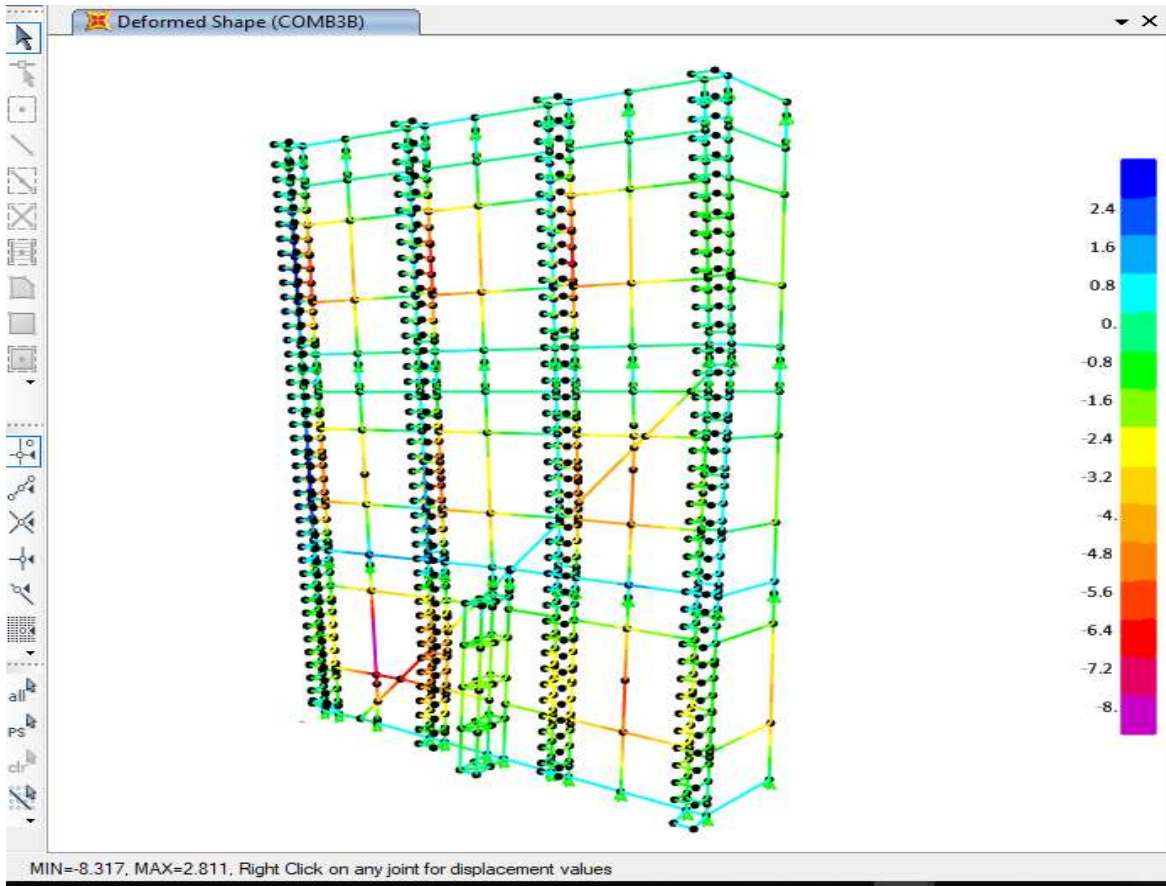 Deformed Shape (COMB3B)
2.4
1.6
0.8
0.
-0.8
-1.6
-2.4
-3.2
-4.
-4.8
-5.6
-6.4
-7.2
-8.
all
PS
clr
MIN=-8.317, MAX=2.811, Right Click on any joint for displacement values